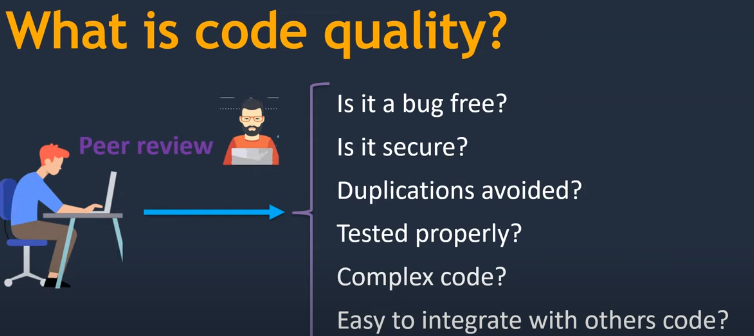 What is code quality?
Peer review
Is it a bug free?
Is it secure?
Duplications avoided?
Tested properly?
Complex code?
Easy to integrate with others code?